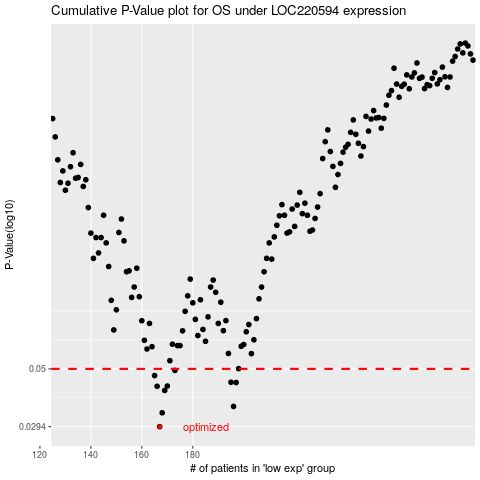 Cumulative P-Value plot for OS under LOC220594 expression
P-Value(log10)
0.05
0.0294
optimized
120 140 160 180
# of patients in 'low exp' group